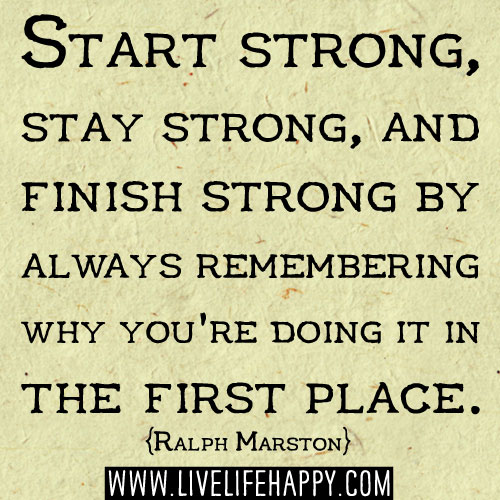 START STRONG,
STAY STRONG, AND
FINISH STRONG BY
ALWAYS REMEMBERING
WHY YOU'RE DOING IT IN
THE FIRST PLACE.
{RALPH MARSTON}
WWW.LIVELIFEHAPPY.COM